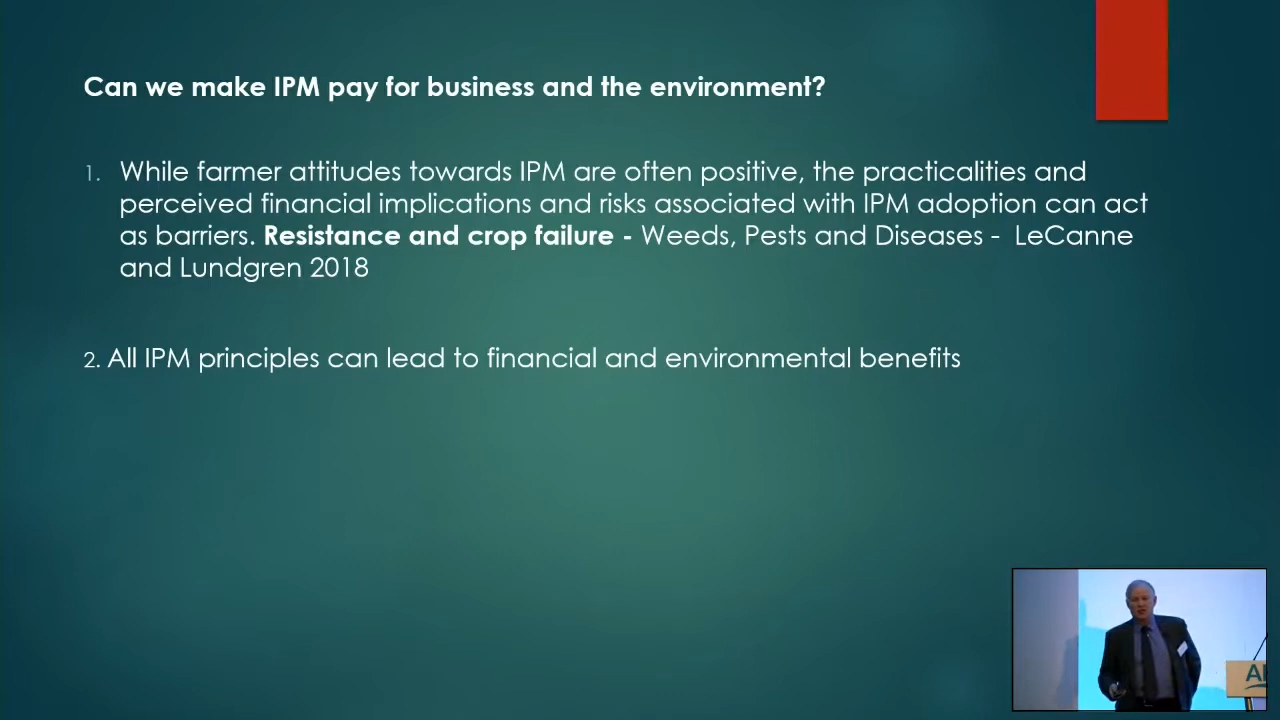 Can we make IPM pay for business and the environment?
1. While farmer attitudes towards IPM are often positive, the practicalities and
perceived financial implications and risks associated with IPM adoption can act
as barriers. Resistance and crop failure - Weeds, Pests and Diseases - LeCanne
and Lundgren 2018
2. All IPM principles can lead to financial and environmental benefits